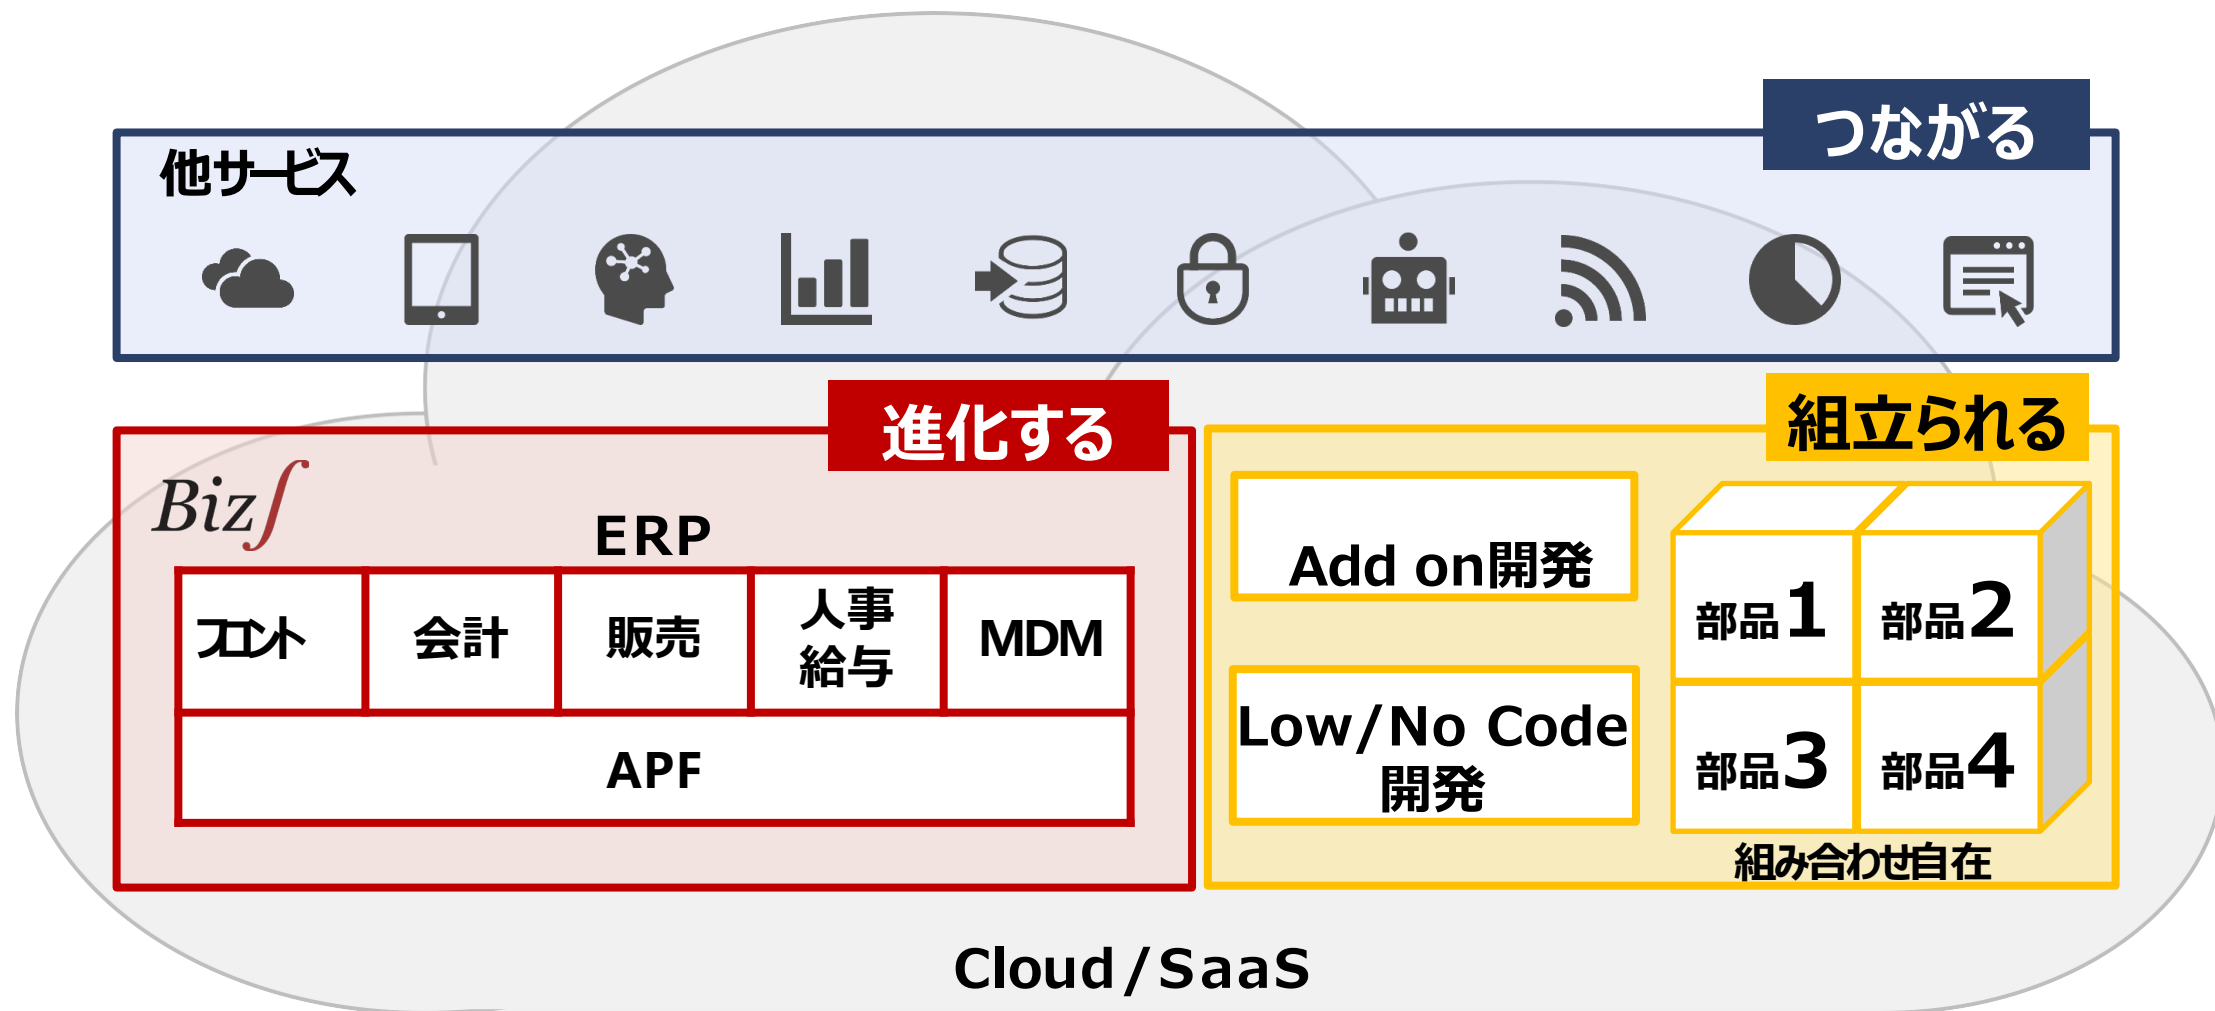 つながる
他サービス
進化する
Biz∫
ERP
フロント
会計
販売
人事
給与
MDM
APF
組立られる
Add on開発
Low/No Code
開発
部品1
部品2
部品3
部品4
組み合わせ自在
Cloud/SaaS